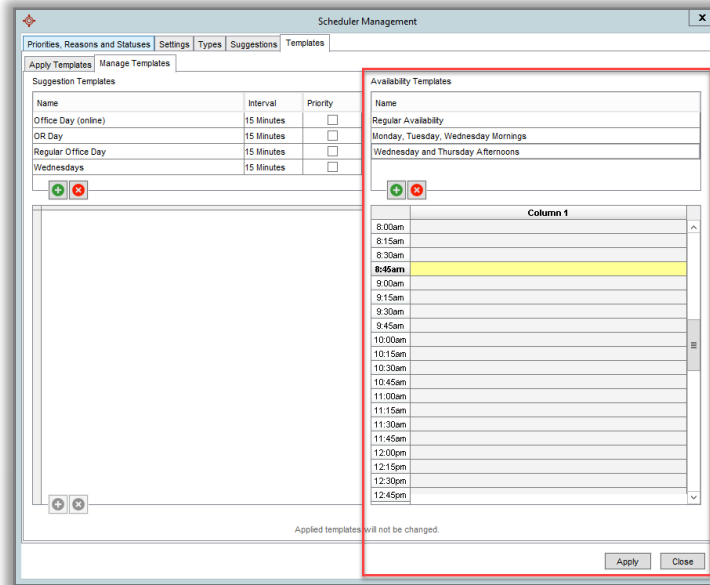 Scheduler Management
x
Priorities, Reasons and Statuses Settings Types Suggestions Templates
Apply Templates Manage Templates
Suggestion Templates
Name Interval Priority
Office Day (online) 15 Minutes
OR Day 15 Minutes
Regular Office Day 15 Minutes
Wednesdays 15 Minutes
Availability Templates
Name
Regular Availability
Monday, Tuesday, Wednesday Mornings
Wednesday and Thursday Afternoons
Column 1
8:00am
8:15am
8:30am
8:45am
9:00am
9:15am
9:30am
9:45am
10:00am
10:15am
10:30am
10:45am
11:00am
11:15am
11:30am
11:45am
12:00pm
12:15pm
12:30pm
12:45pm
Applied templates will not be changed.
Apply Close